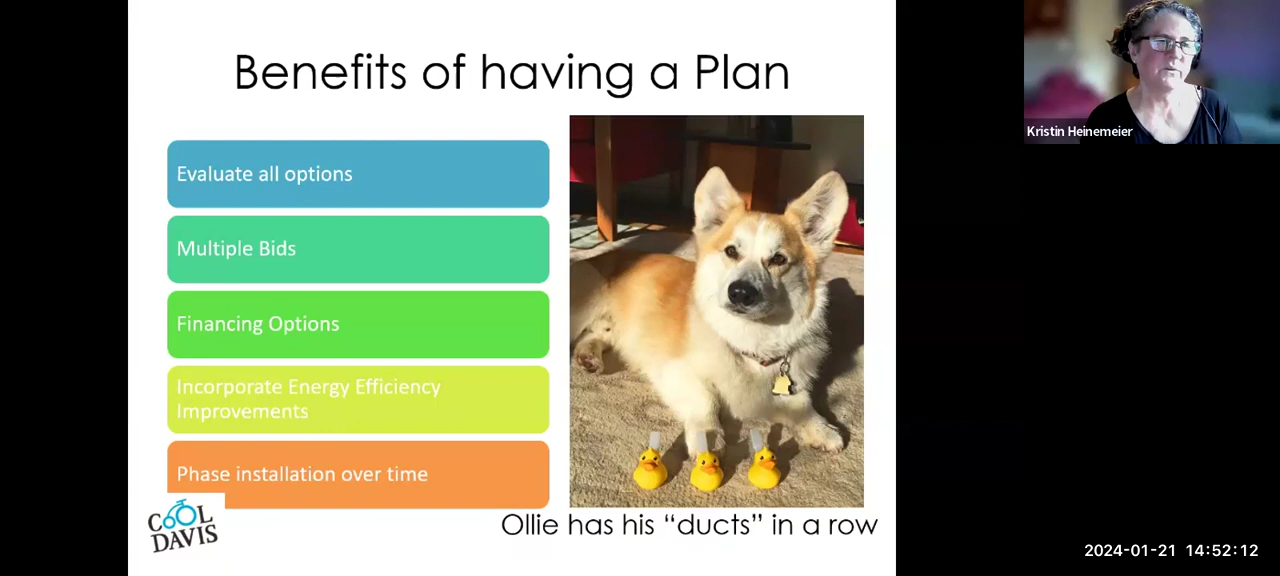 Benefits of having a Plan
Evaluate all options
Multiple Bids
Financing Options
Incorporate Energy Efficiency
Improvements
Phase installation over time
COOL
DAVIS
Ollie has his “ducts” in a row
Kristin Heinemeier
2024-01-21 14:52:12